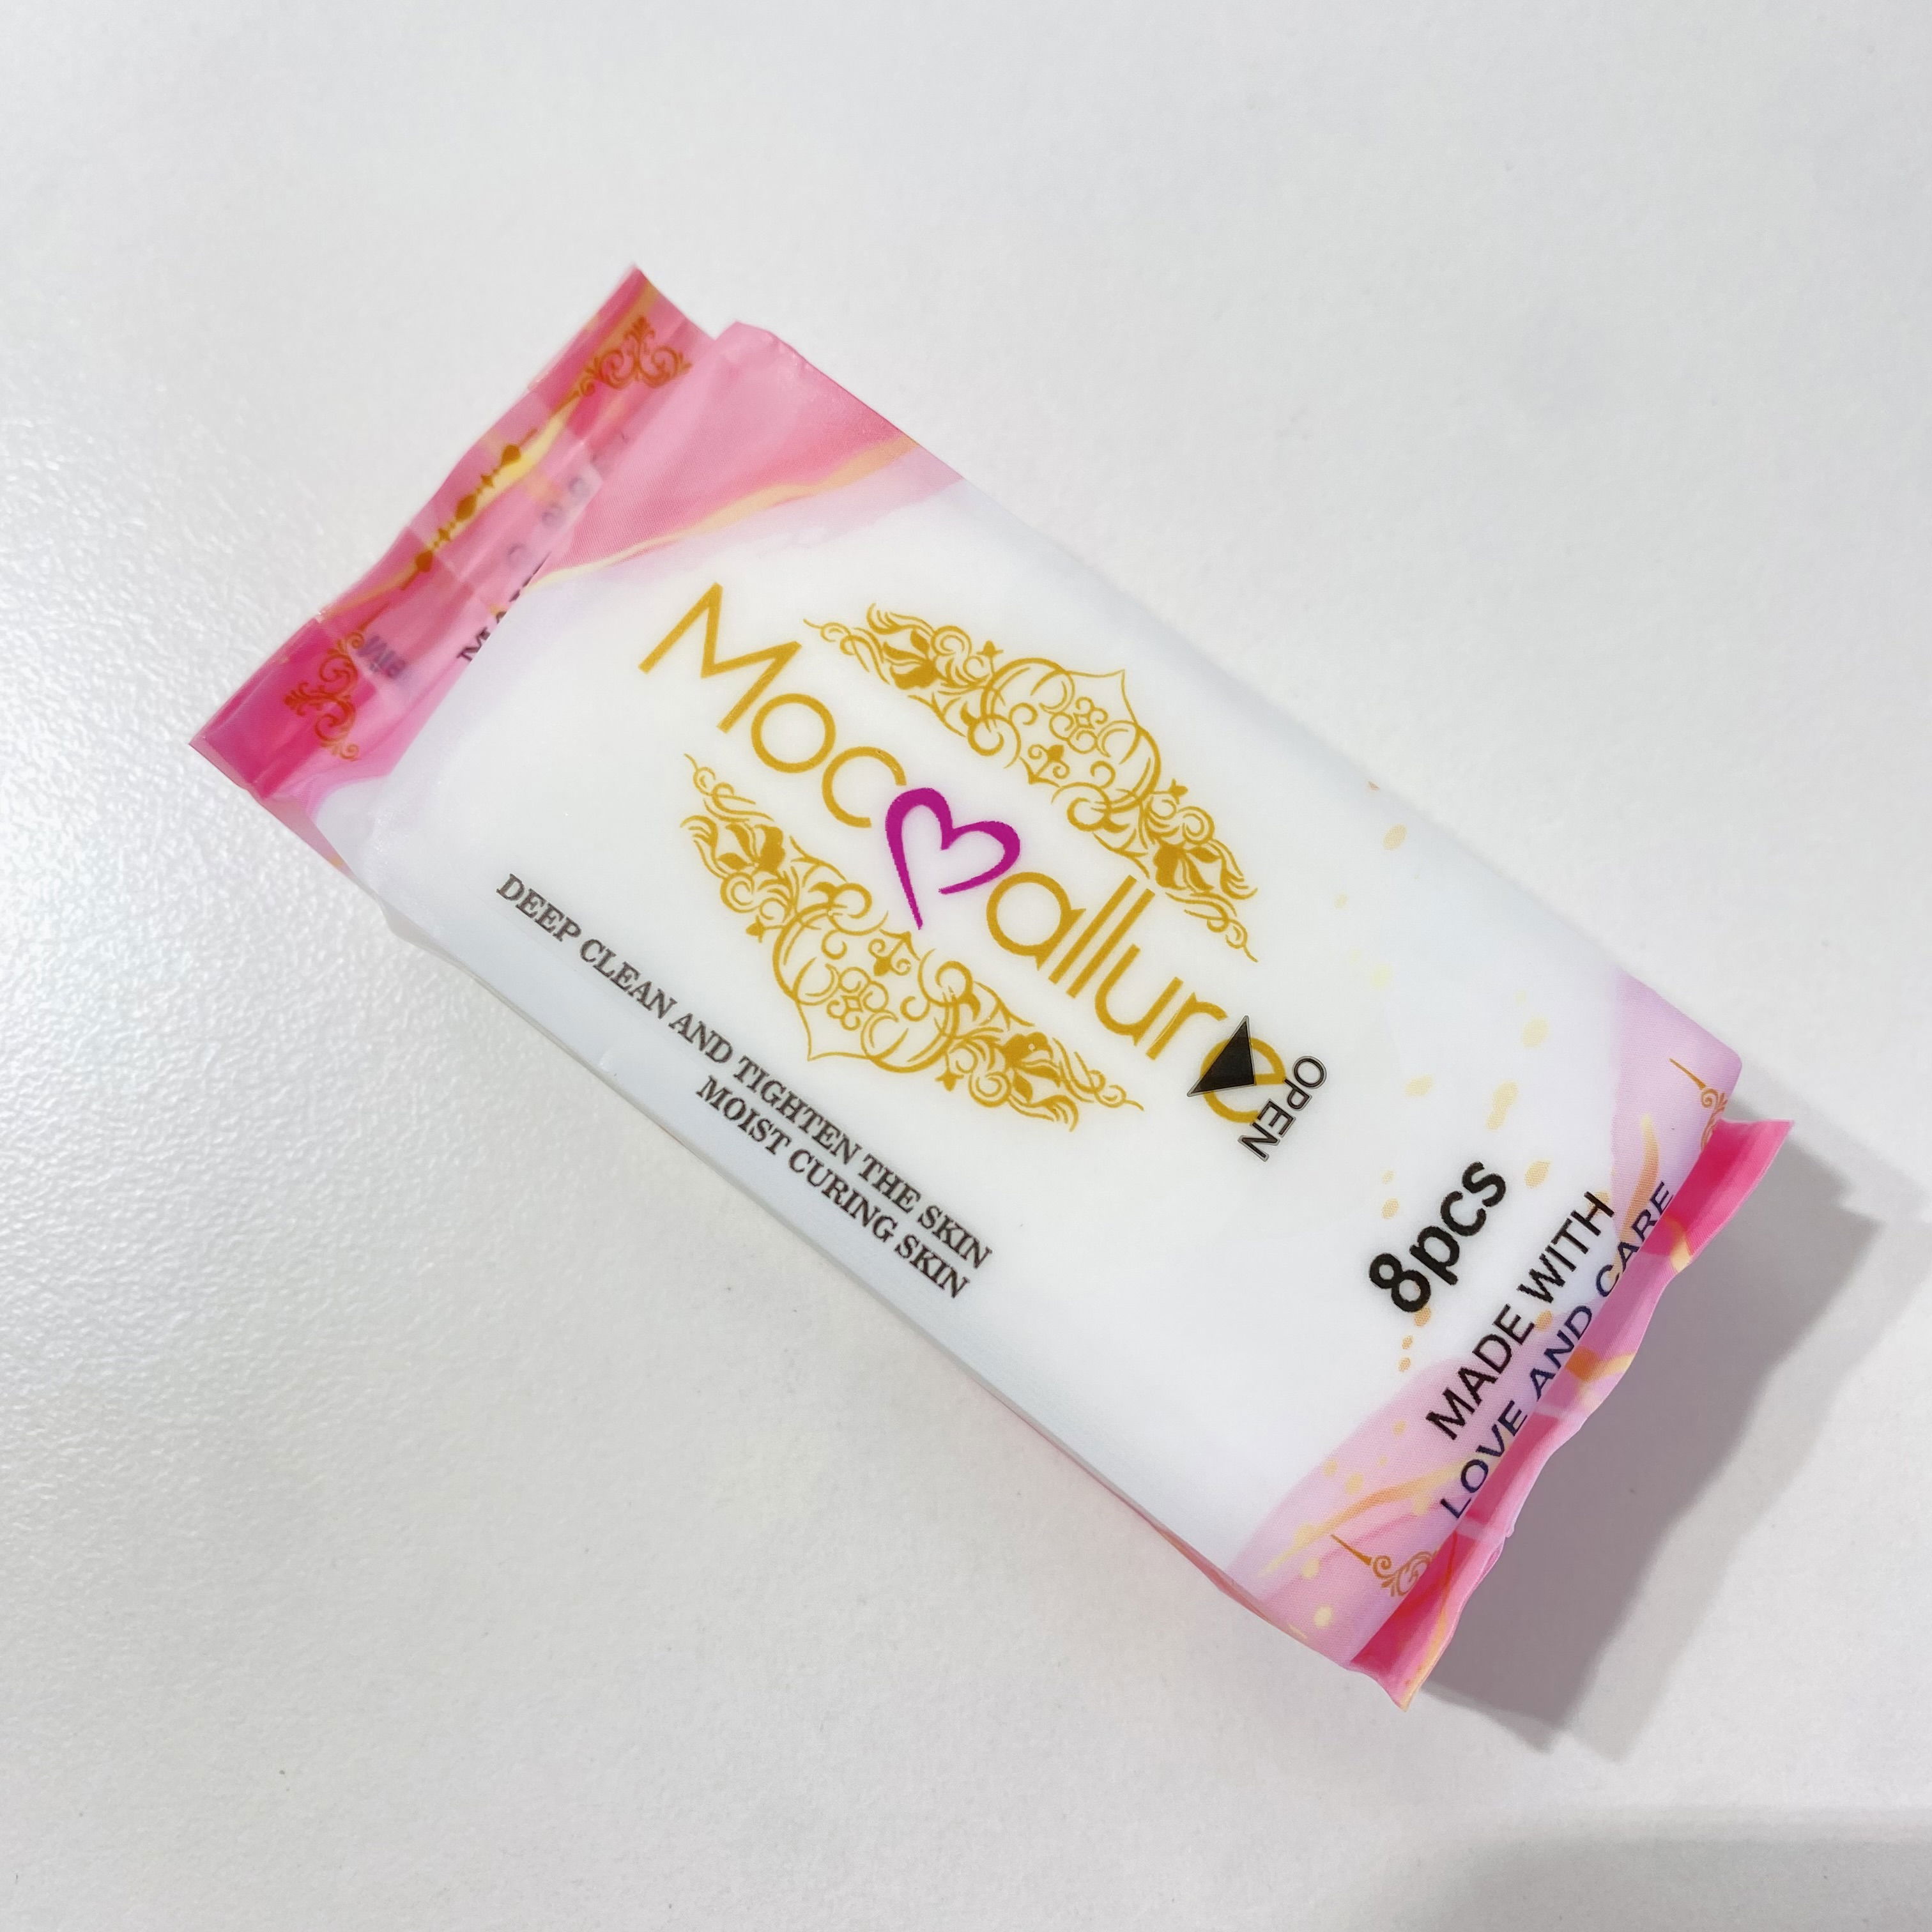 Mocallure
OPEN
DEEP CLEAN AND TIGHTEN THE SKIN
MOIST CURING SKIN
8pcs
MADE WITH
LOVE AND CARE